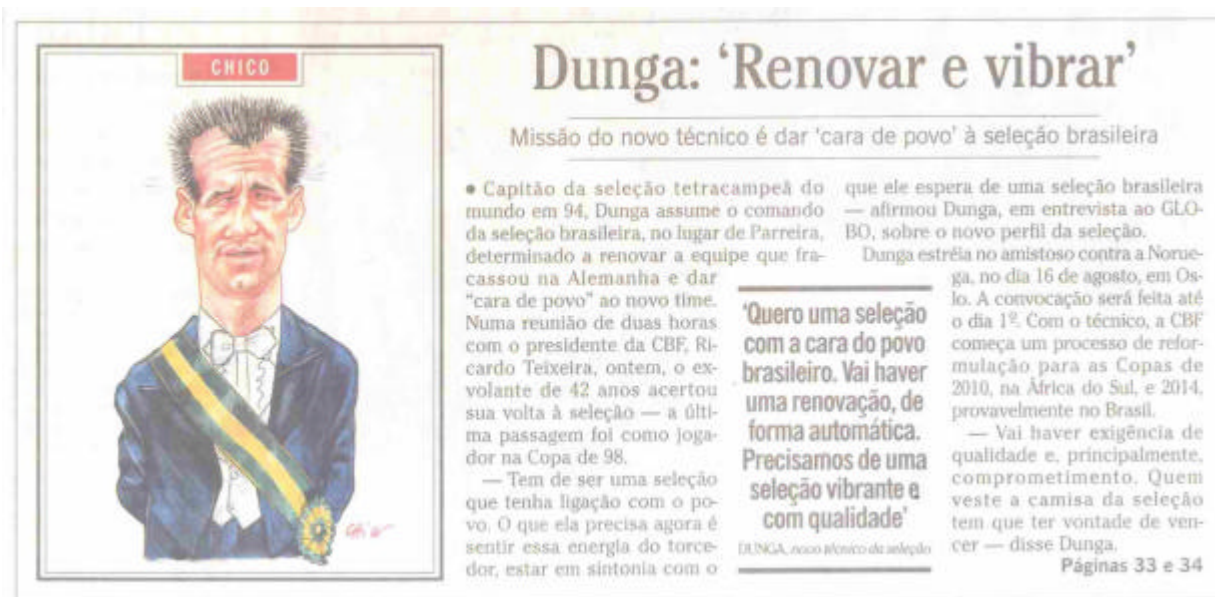 CHICO
Dunga: ‘Renovar e vibrar’
Missão do novo técnico é dar ‘cara de povo’ à seleção brasileira
● Capitão da seleção tetracampeã do
mundo em 94, Dunga assume o comando
da seleção brasileira, no lugar de Parreira,
determinado a renovar a equipe que fra-
cassou na Alemanha e dar
“cara de povo” ao novo time.
Numa reunião de duas horas
com o presidente da CBF, Ri-
cardo Teixeira, ontem, o ex-
volante de 42 anos acertou
sua volta à seleção — a últi-
ma passagem foi como joga-
dor na Copa de 98.
— Tem de ser uma seleção
que tenha ligação com o po-
vo. O que ela precisa agora é
sentir essa energia do torce-
dor, estar em sintonia com o
que ele espera de uma seleção brasileira
— afirmou Dunga, em entrevista ao GLO-
BO, sobre o novo perfil da seleção.
Dunga estréia no amistoso contra a Norue-
ga, no dia 16 de agosto, em Os-
lo. A convocação será feita até
o dia 1º. Com o técnico, a CBF
começa um processo de refor-
mulação para as Copas de
2010, na África do Sul, e 2014,
provavelmente no Brasil.
— Vai haver exigência de
qualidade e, principalmente,
comprometimento. Quem
veste a camisa da seleção
tem que ter vontade de ven-
cer — disse Dunga.
Páginas 33 e 34
‘Quero uma seleção
com a cara do povo
brasileiro. Vai haver
uma renovação, de
forma automática.
Precisamos de uma
seleção vibrante e
com qualidade’
DUNGA, novo técnico da seleção